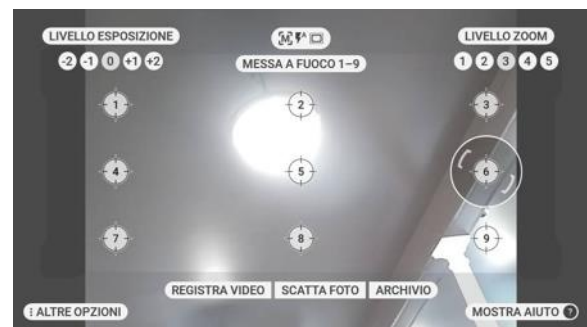 LIVELLO ESPOSIZIONE
-2 -1 0 +1 +2
[M] A
MESSA A FUOCO 1–9
LIVELLO ZOOM
1 2 3 4 5
1 2 3
4 5 6
7 8 9
REGISTRA VIDEO SCATTA FOTO ARCHIVIO
ALTRE OPZIONI
MOSTRA AIUTO ?